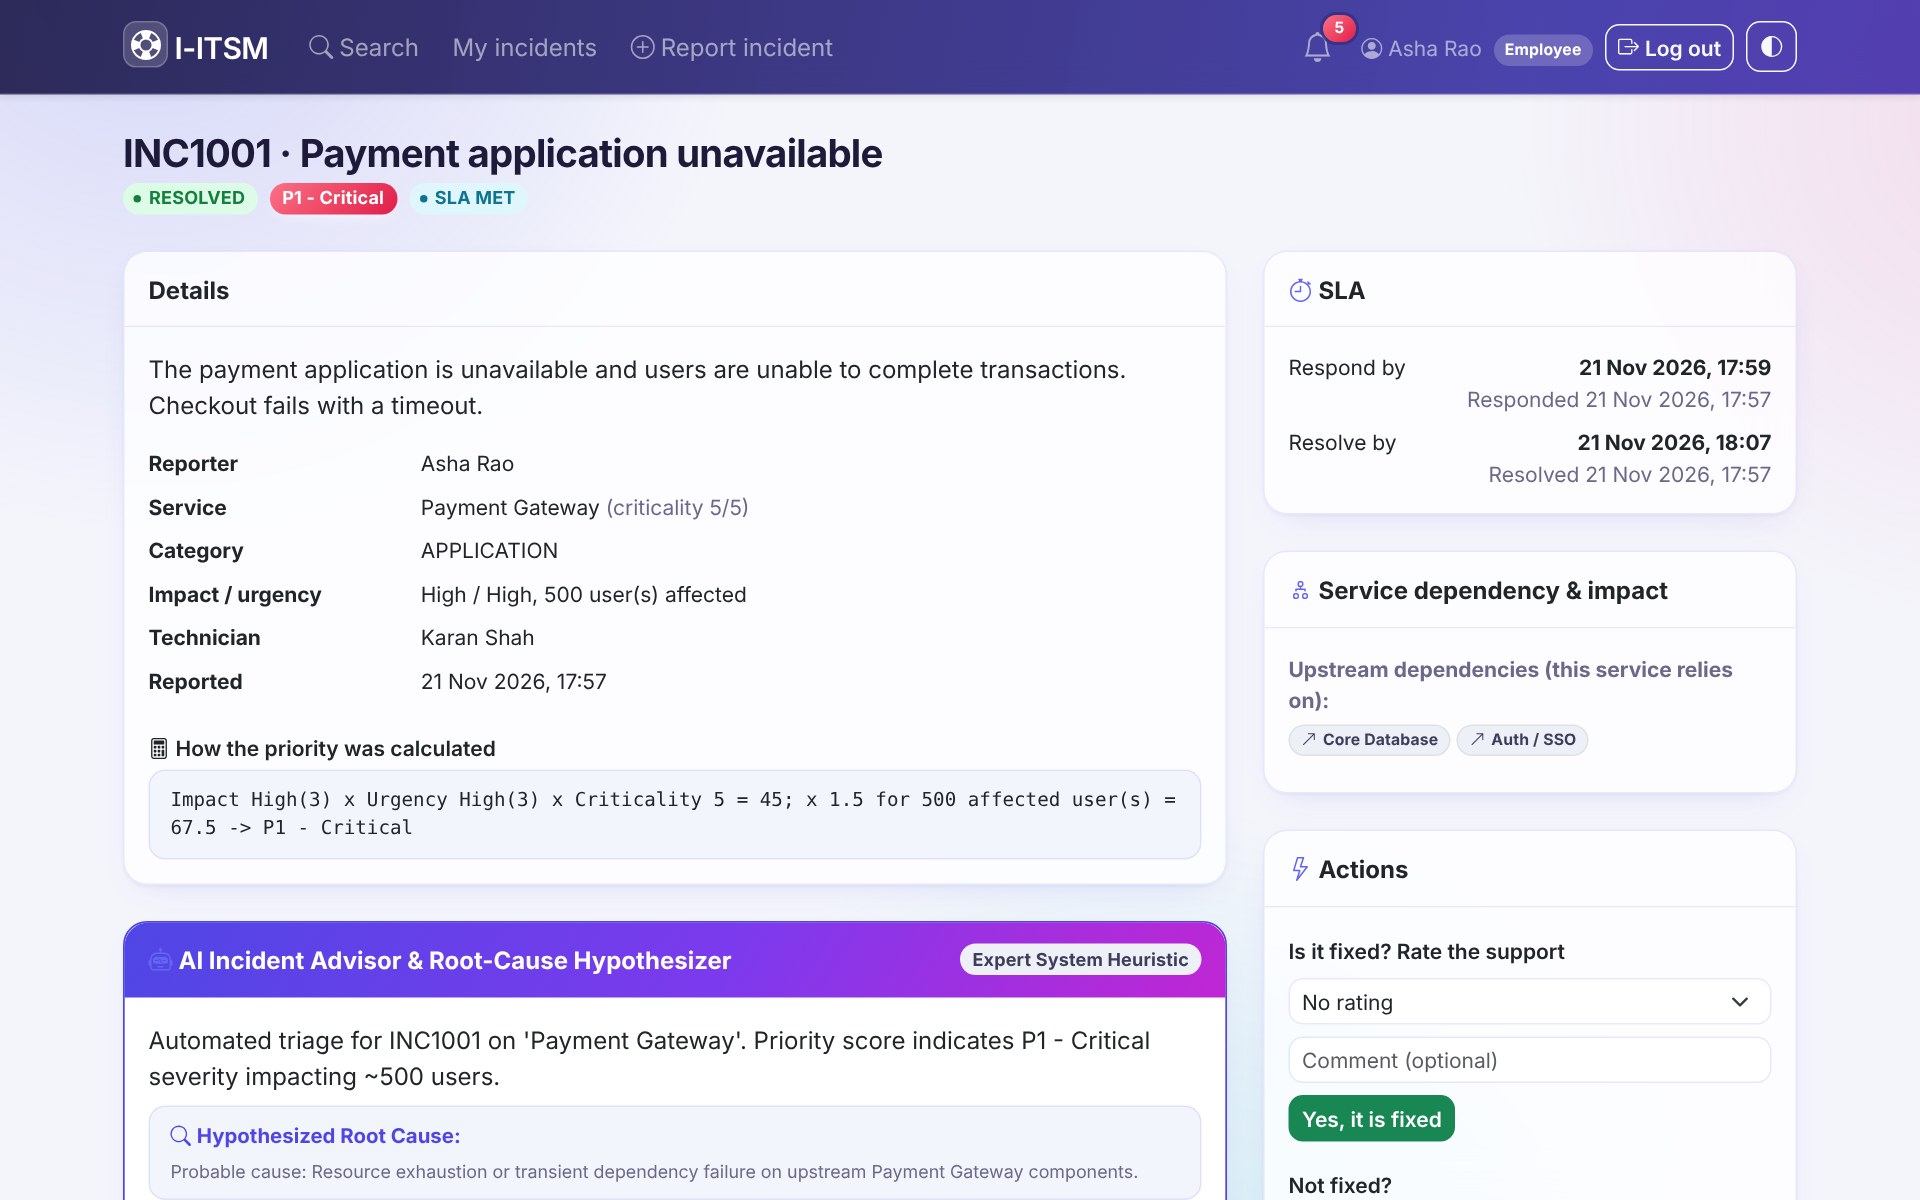 I-ITSM
Search
My incidents
Report incident
5
Asha Rao
Employee
Log out
INC1001 · Payment application unavailable
RESOLVED
P1 - Critical
SLA MET
Details
The payment application is unavailable and users are unable to complete transactions.
Checkout fails with a timeout.
Reporter Asha Rao
Service Payment Gateway (criticality 5/5)
Category APPLICATION
Impact / urgency High / High, 500 user(s) affected
Technician Karan Shah
Reported 21 Nov 2026, 17:57
How the priority was calculated
Impact High(3) x Urgency High(3) x Criticality 5 = 45; x 1.5 for 500 affected user(s) =
67.5 -> P1 - Critical
AI Incident Advisor & Root-Cause Hypothesizer
Expert System Heuristic
Automated triage for INC1001 on 'Payment Gateway'. Priority score indicates P1 - Critical
severity impacting ~500 users.
Hypothesized Root Cause:
Probable cause: Resource exhaustion or transient dependency failure on upstream Payment Gateway components.
SLA
Respond by 21 Nov 2026, 17:59
Responded 21 Nov 2026, 17:57
Resolve by 21 Nov 2026, 18:07
Resolved 21 Nov 2026, 17:57
Service dependency & impact
Upstream dependencies (this service relies
on):
Core Database
Auth / SSO
Actions
Is it fixed? Rate the support
No rating
Comment (optional)
Yes, it is fixed
Not fixed?